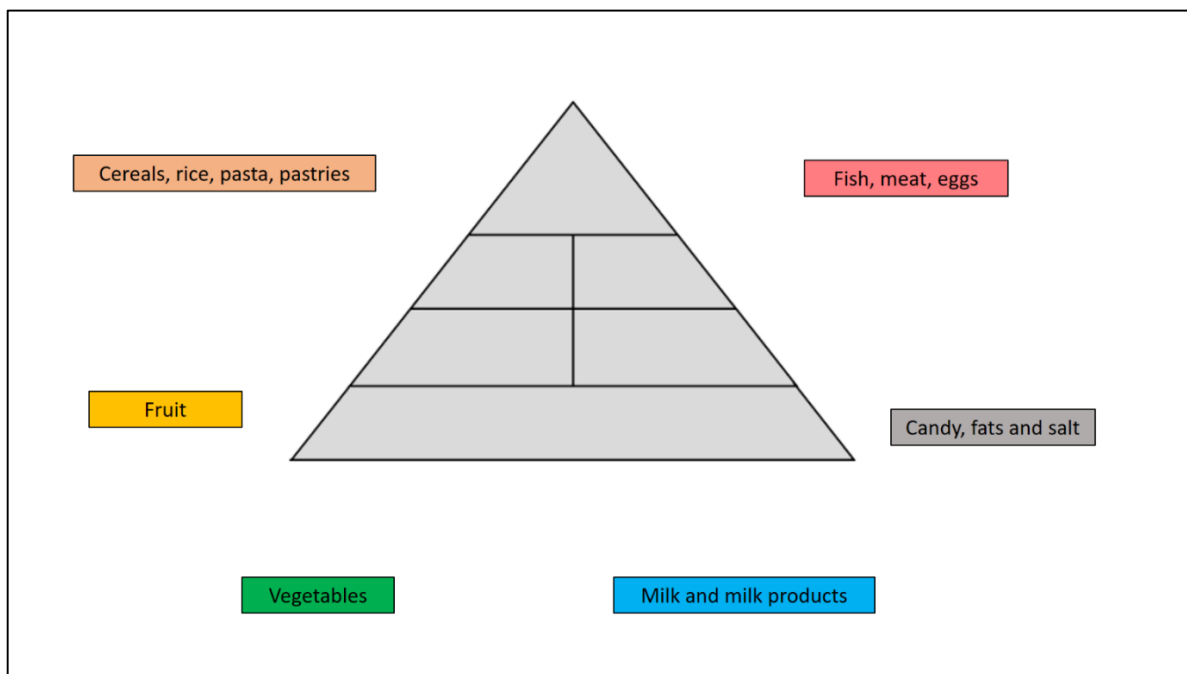 Cereals, rice, pasta, pastries
Fish, meat, eggs
Fruit
Candy, fats and salt
Vegetables
Milk and milk products